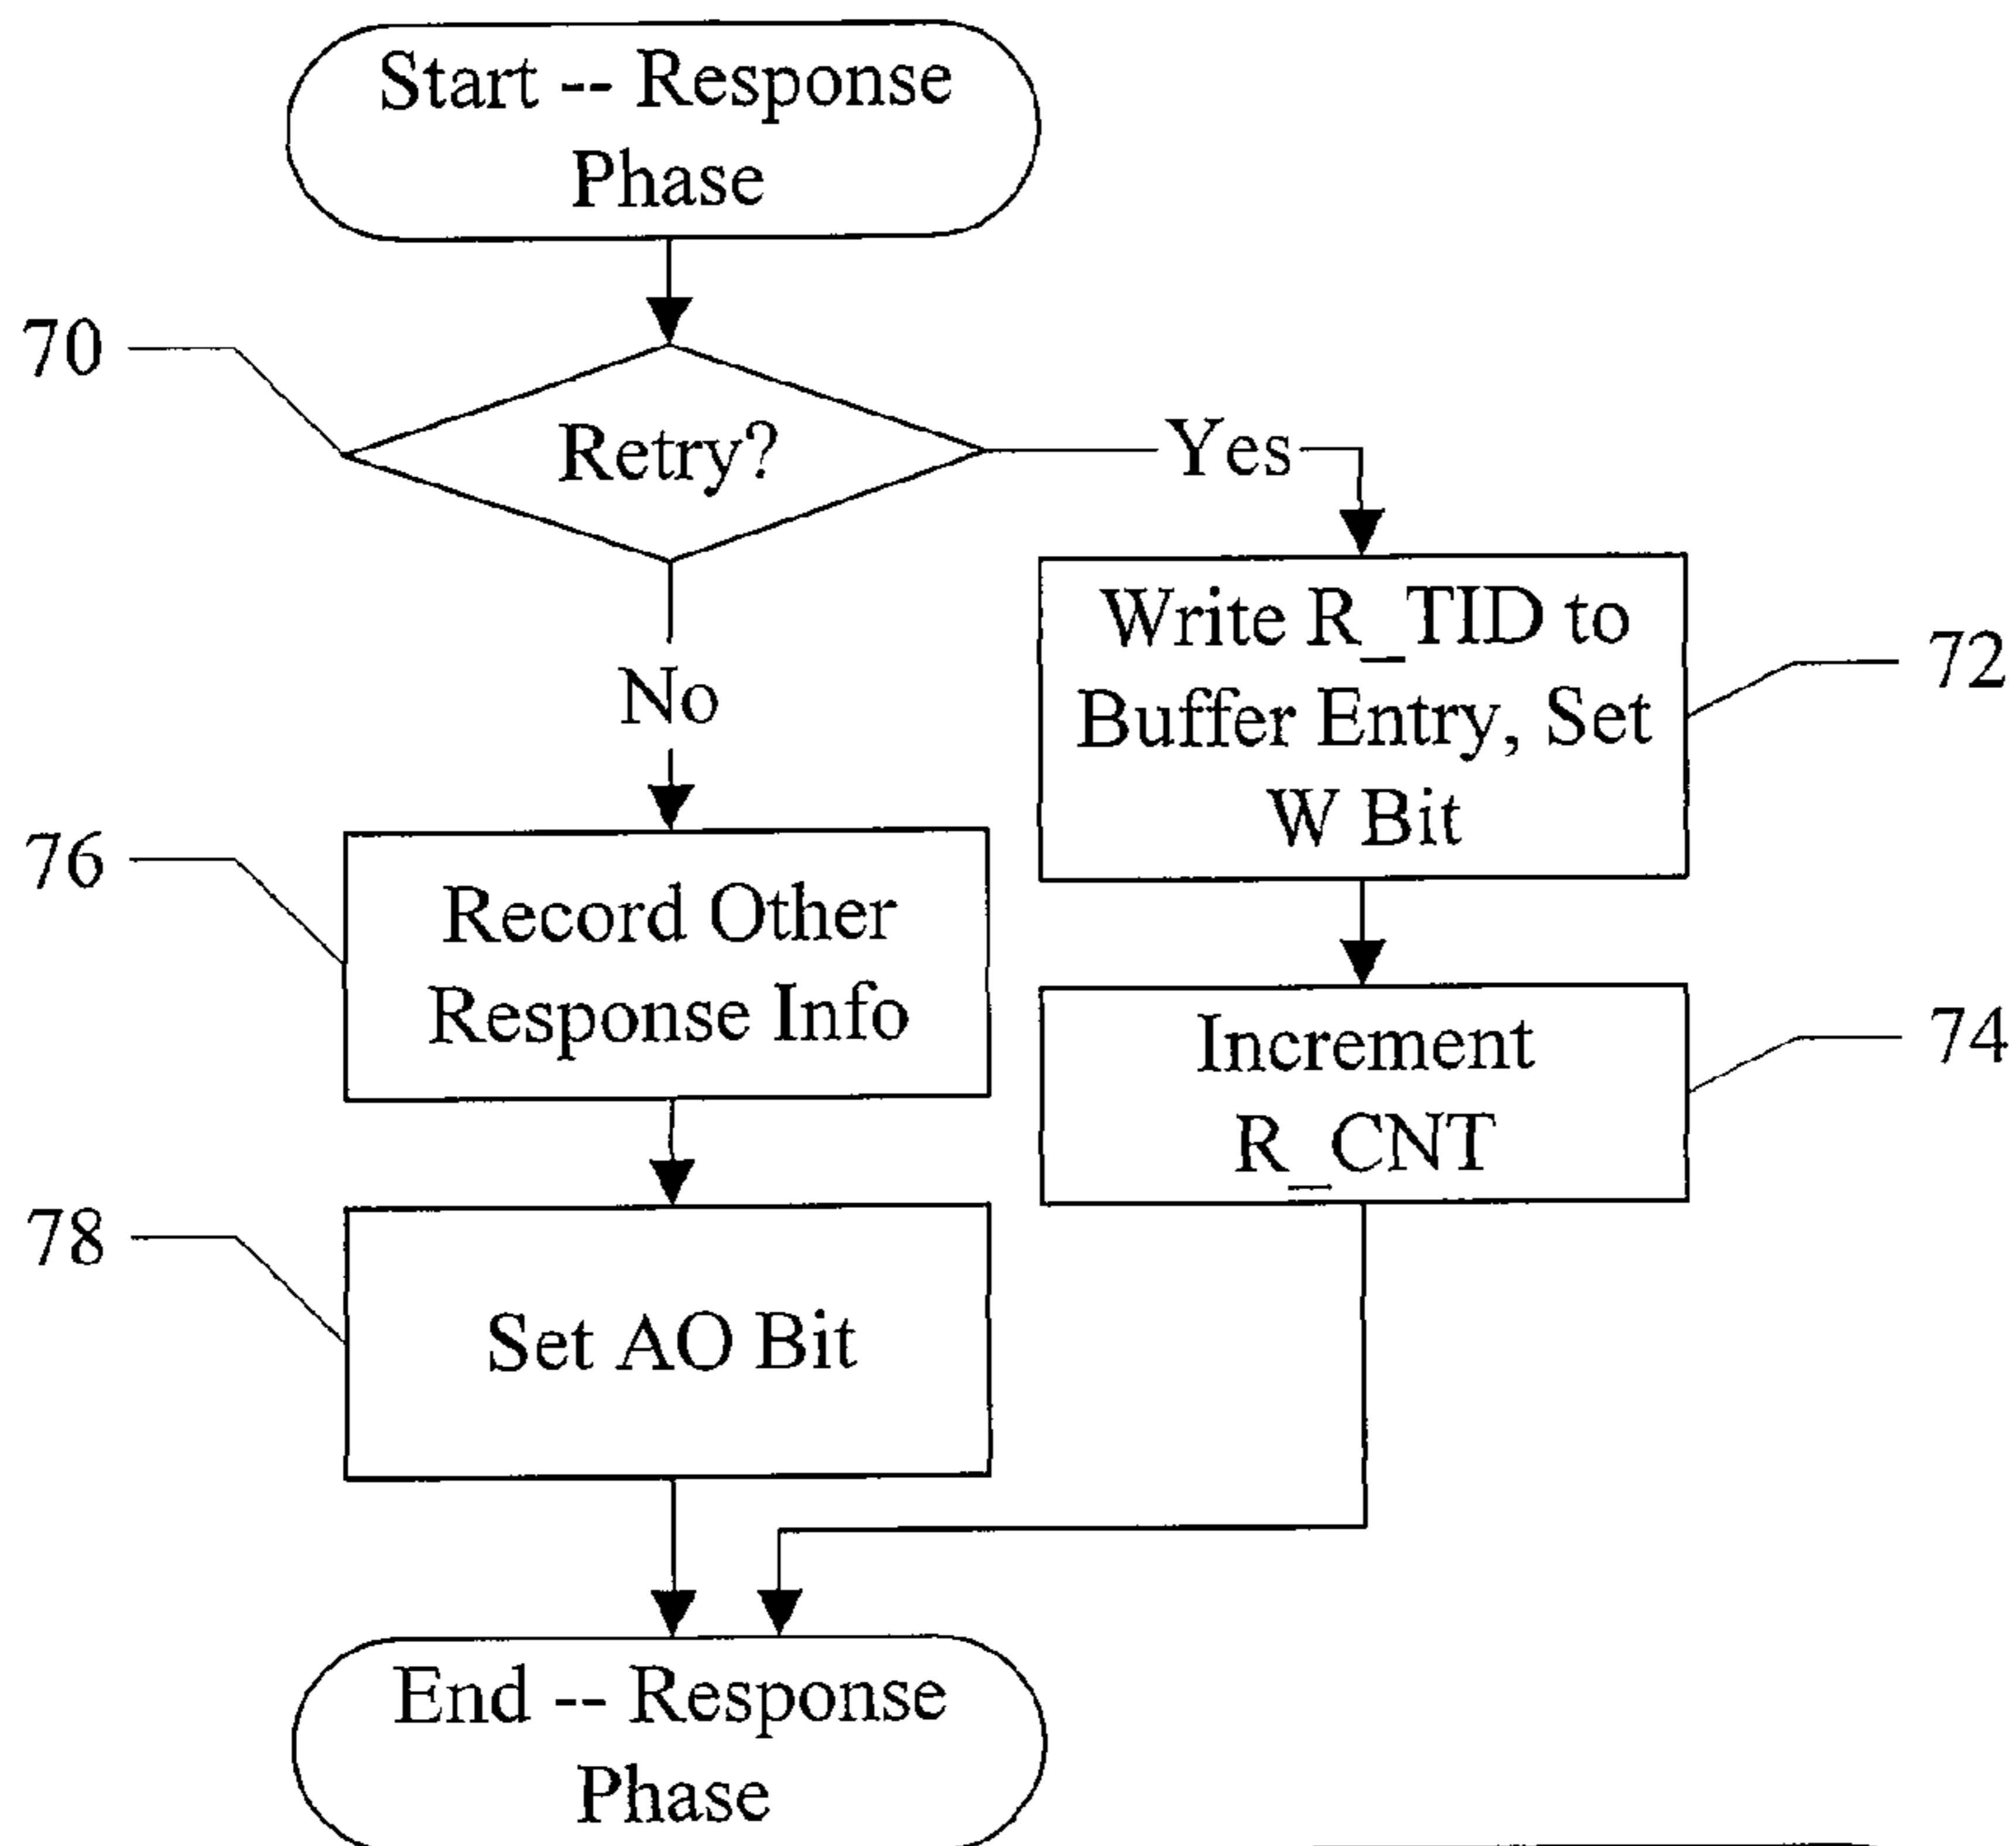 Start -- Response
Phase
70
Retry?
Yes
Write R_TID to
Buffer Entry, Set
W Bit
72
No
76
Record Other
Response Info
Increment
R_CNT
74
78
Set AO Bit
End -- Response
Phase